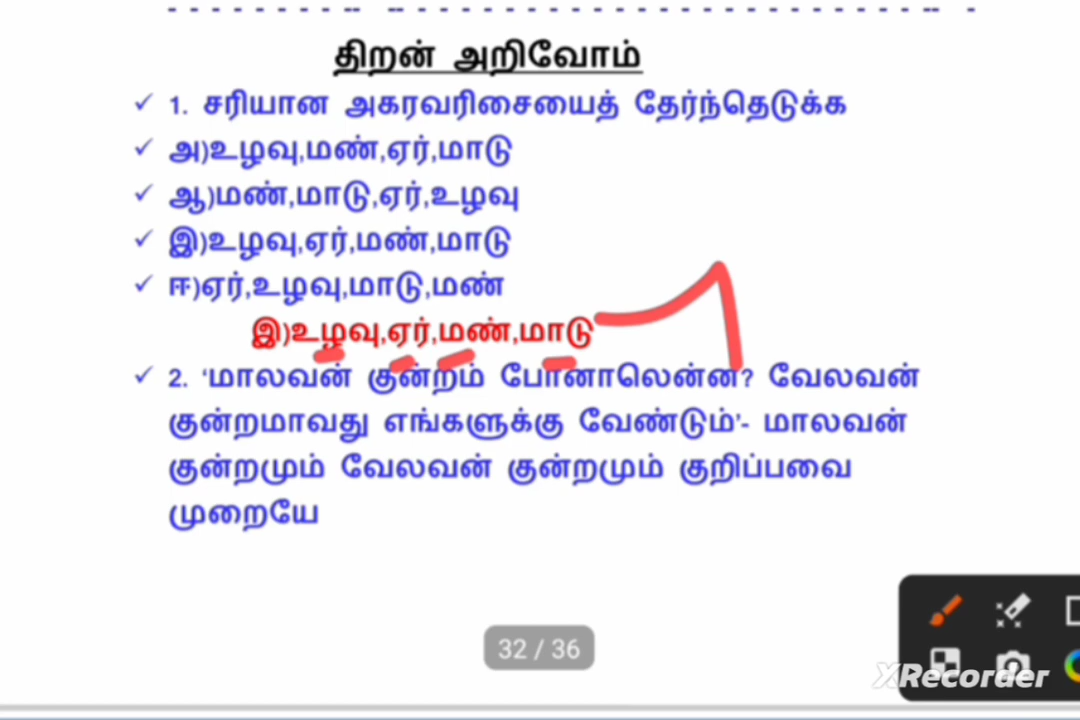 திறன் அறிவோம்
✓ 1. சரியான அகரவரிசையைத் தேர்ந்தெடுக்க
✓ அ)உழவு,மண்,ஏர்,மாடு
✓ ஆ)மண்,மாடு,ஏர்,உழவு
✓ இ)உழவு,ஏர்,மண்,மாடு
✓ ஈ)ஏர்,உழவு,மாடு,மண்
இ)உழவு,ஏர்,மண்,மாடு
✓ 2. ‘மாலவன் குன்றம் போனாலென்ன? வேலவன்
குன்றமாவது எங்களுக்கு வேண்டும்’- மாலவன்
குன்றமும் வேலவன் குன்றமும் குறிப்பவை
முறையே
32 / 36
XRecorder